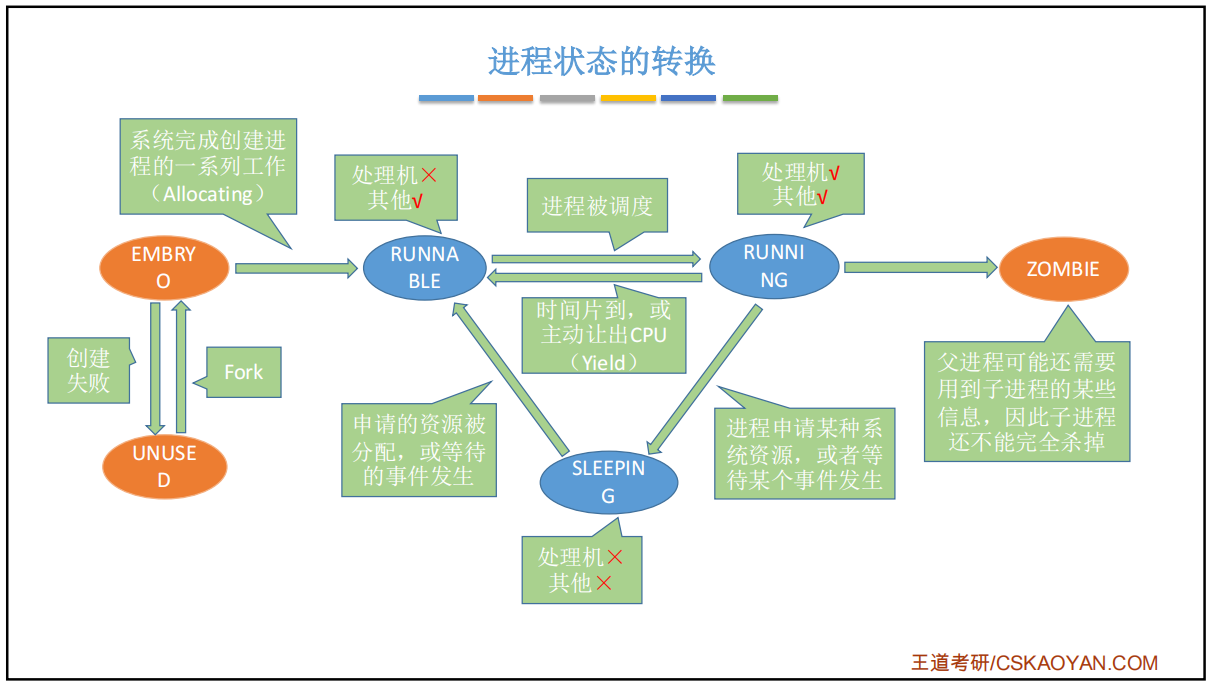 进程状态的转换
系统完成创建进
程的一系列工作
（Allocating）
处理机×
其他√
进程被调度
处理机√
其他√
EMBRY
O
RUNNA
BLE
RUNNI
NG
ZOMBIE
时间片到，或
主动让出CPU
（Yield）
创建
失败
Fork
父进程可能还需要
用到子进程的某些
信息，因此子进程
还不能完全杀掉
申请的资源被
分配，或等待
的事件发生
进程申请某种系
统资源，或者等
待某个事件发生
UNUSE
D
SLEEPIN
G
处理机×
其他×
王道考研/CSKAOYAN.COM